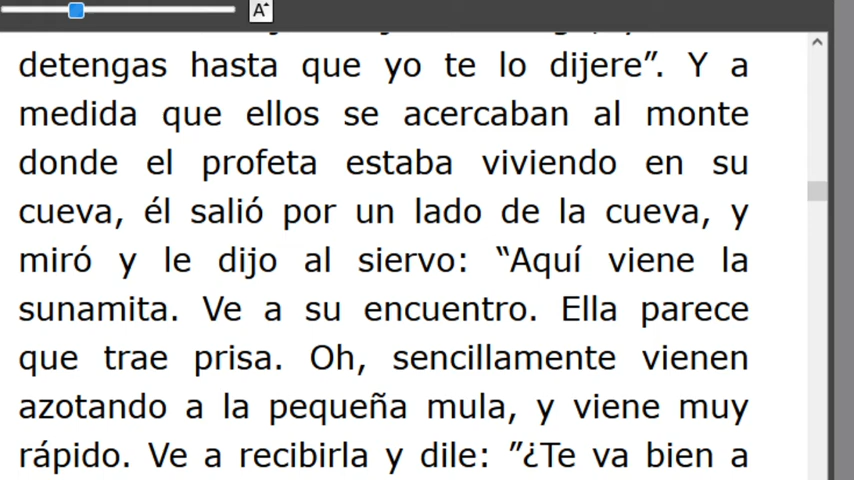 A
detengas hasta que yo te lo dijere”. Y a
medida que ellos se acercaban al monte
donde el profeta estaba viviendo en su
cueva, él salió por un lado de la cueva, y
miró y le dijo al siervo: “Aquí viene la
sunamita. Ve a su encuentro. Ella parece
que trae prisa. Oh, sencillamente vienen
azotando a la pequeña mula, y viene muy
rápido. Ve a recibirla y dile: ”¿Te va bien a